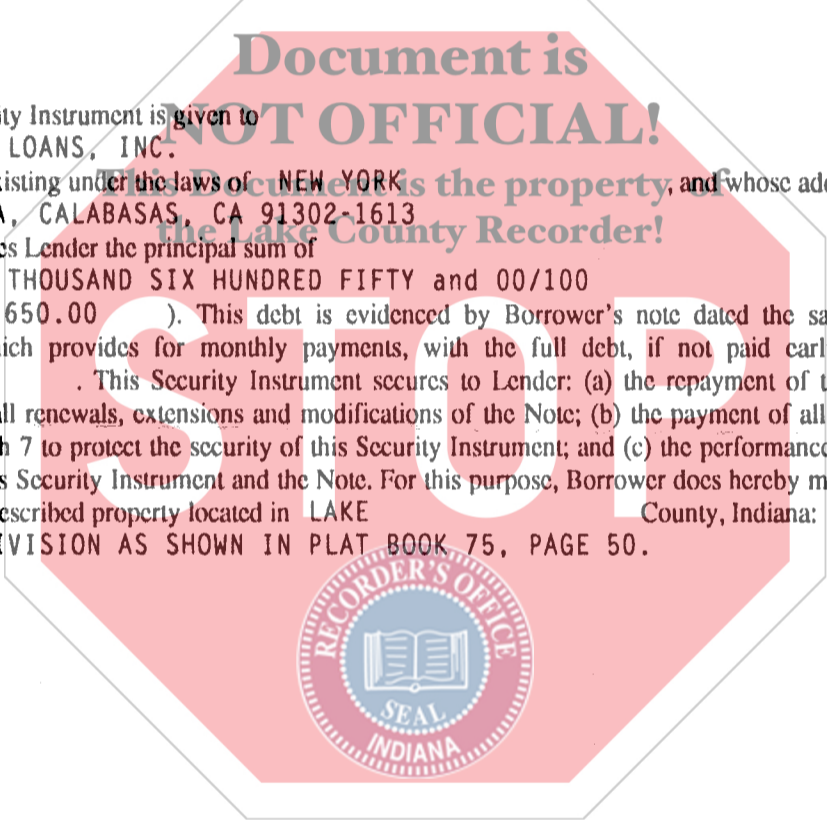 Document is
NOT OFFICIAL!
This Document is the property of
the Lake County Recorder!
ity Instrument is given to
LOANS, INC.
xisting under the laws of NEW YORK , and whose add
A, CALABASAS, CA 91302-1613
es Lender the principal sum of
THOUSAND SIX HUNDRED FIFTY and 00/100
650.00 ). This debt is evidenced by Borrower's note dated the sa
ich provides for monthly payments, with the full debt, if not paid carl
. This Security Instrument secures to Lender: (a) the repayment of t
ll renewals, extensions and modifications of the Note; (b) the payment of all
h 7 to protect the security of this Security Instrument; and (c) the performance
s Security Instrument and the Note. For this purpose, Borrower does hereby m
escribed property located in LAKE County, Indiana:
VISION AS SHOWN IN PLAT BOOK 75, PAGE 50.
STOP
RECORDER'S OFFICE
SEAL
INDIANA